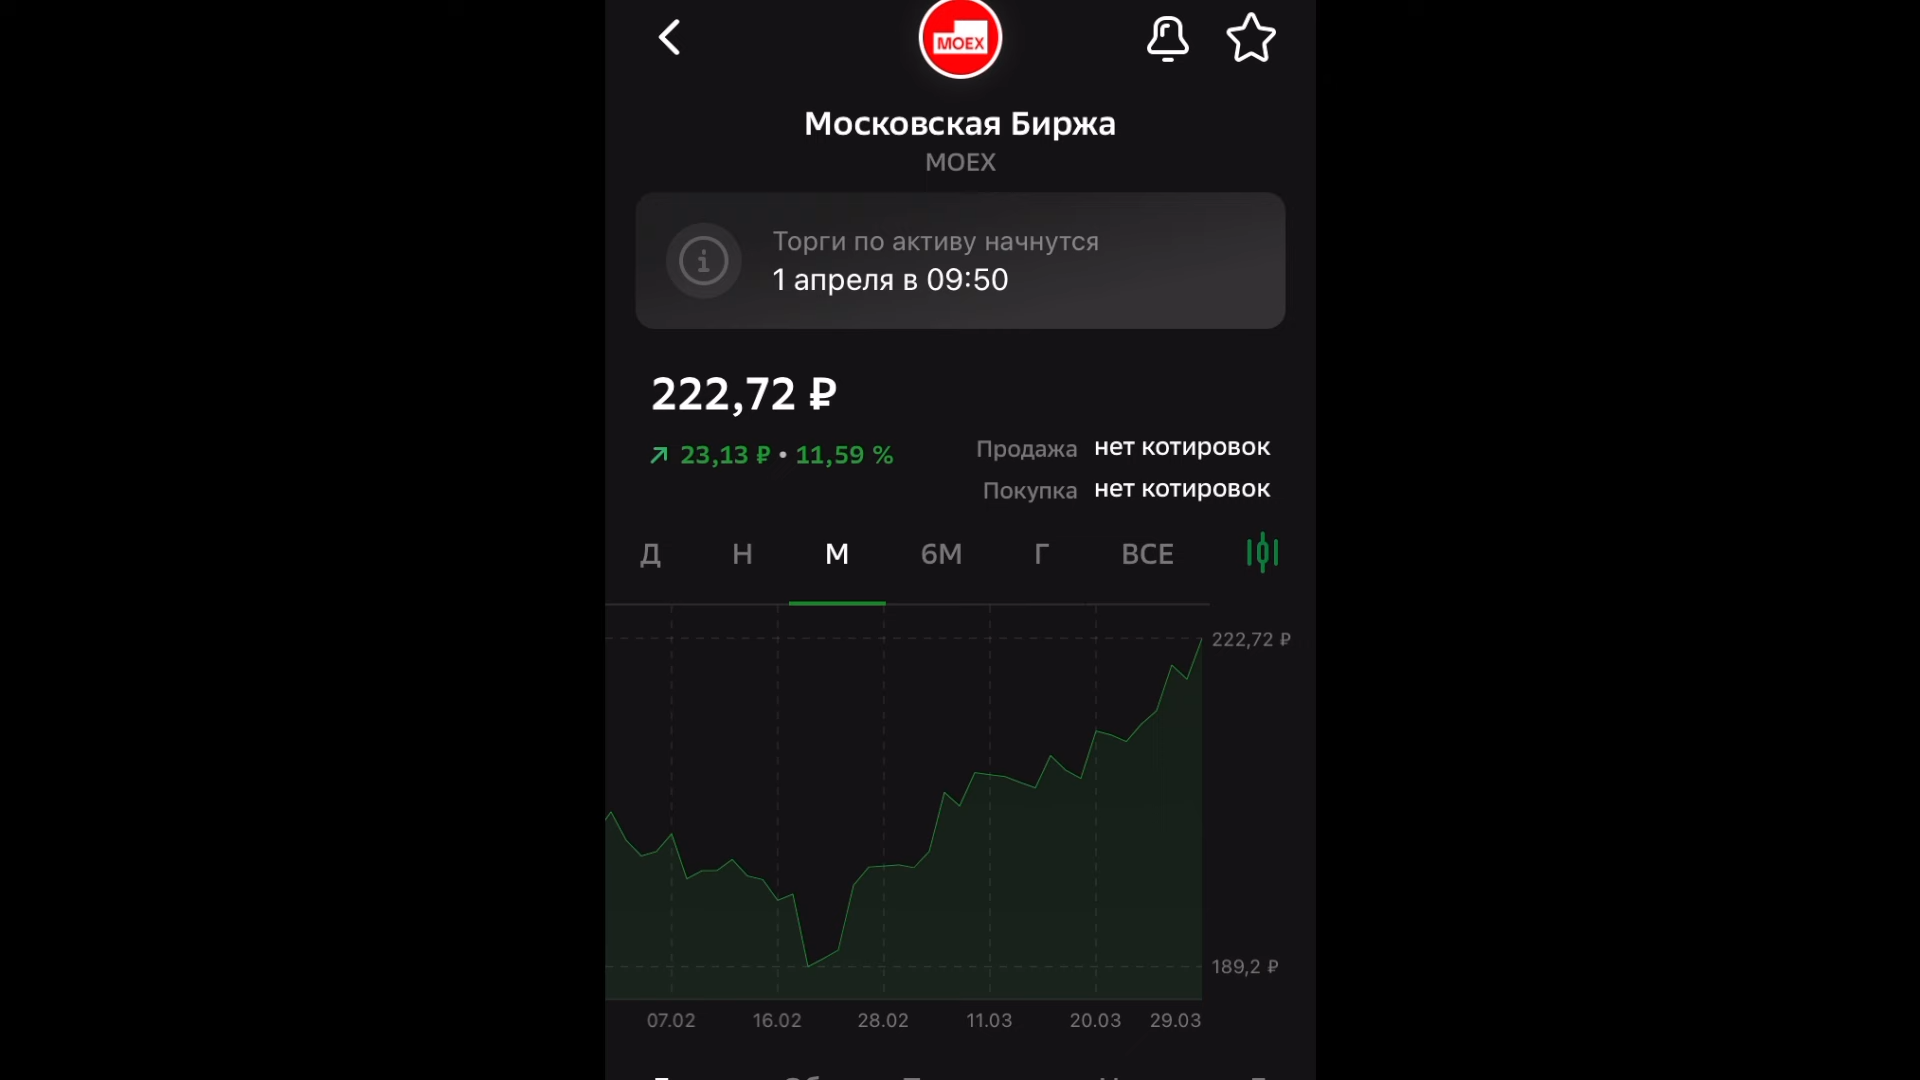 MOEX
Московская Биржа
MOEX
Торги по активу начнутся
1 апреля в 09:50
222,72 ₽
23,13 ₽ • 11,59 %
Продажа нет котировок
Покупка нет котировок
Д Н М 6М Г ВСЕ
222,72 ₽
189,2 ₽
07.02 16.02 28.02 11.03 20.03 29.03